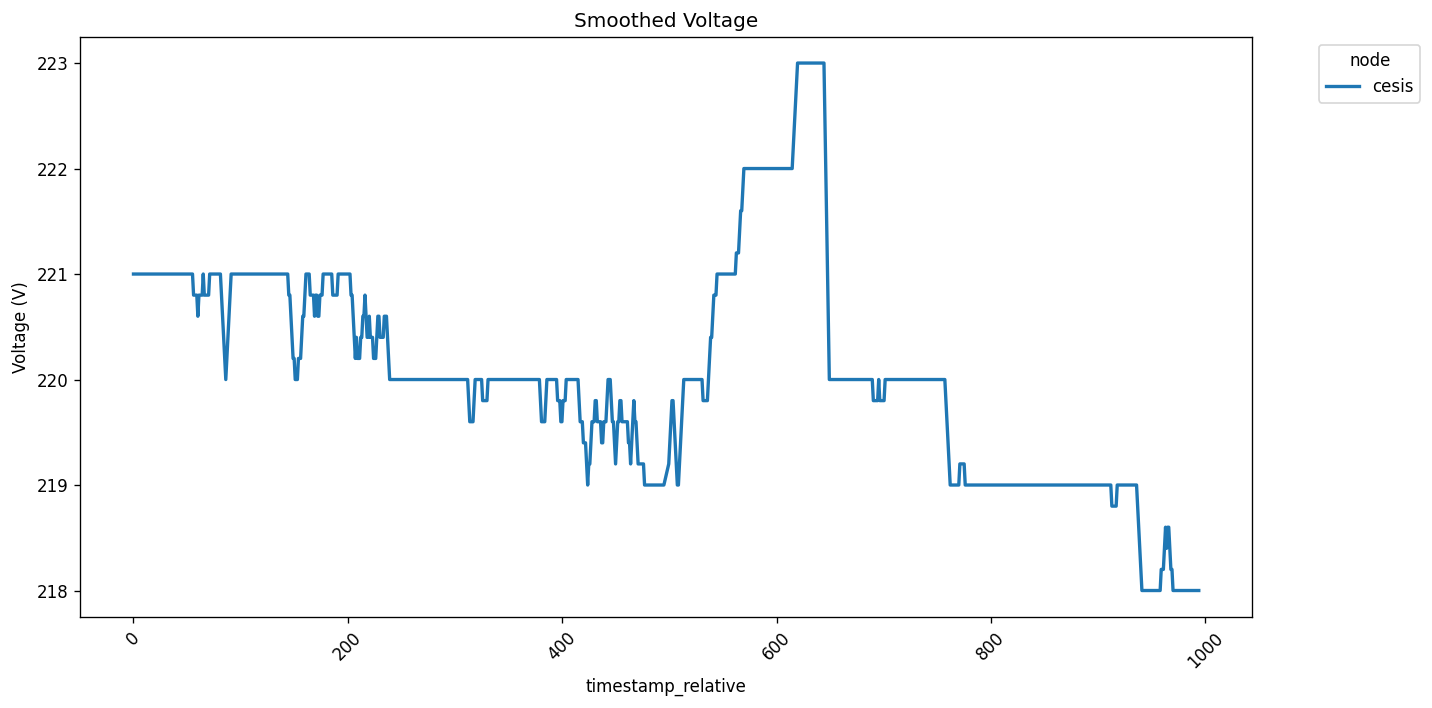 Smoothed Voltage
node
cesis
Voltage (V)
223
222
221
220
219
218
0
200
400
600
800
1000
timestamp_relative